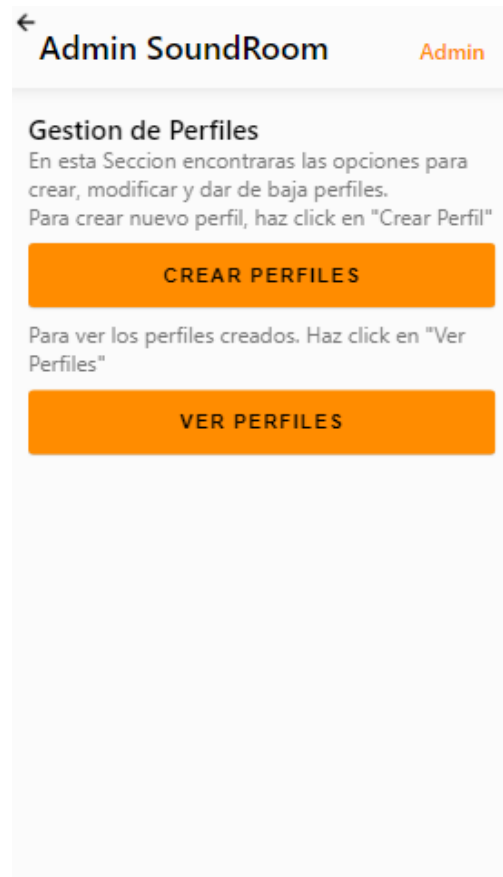 Admin SoundRoom
Admin
Gestion de Perfiles
En esta Seccion encontraras las opciones para
crear, modificar y dar de baja perfiles.
Para crear nuevo perfil, haz click en "Crear Perfil"
CREAR PERFILES
Para ver los perfiles creados. Haz click en "Ver
Perfiles"
VER PERFILES